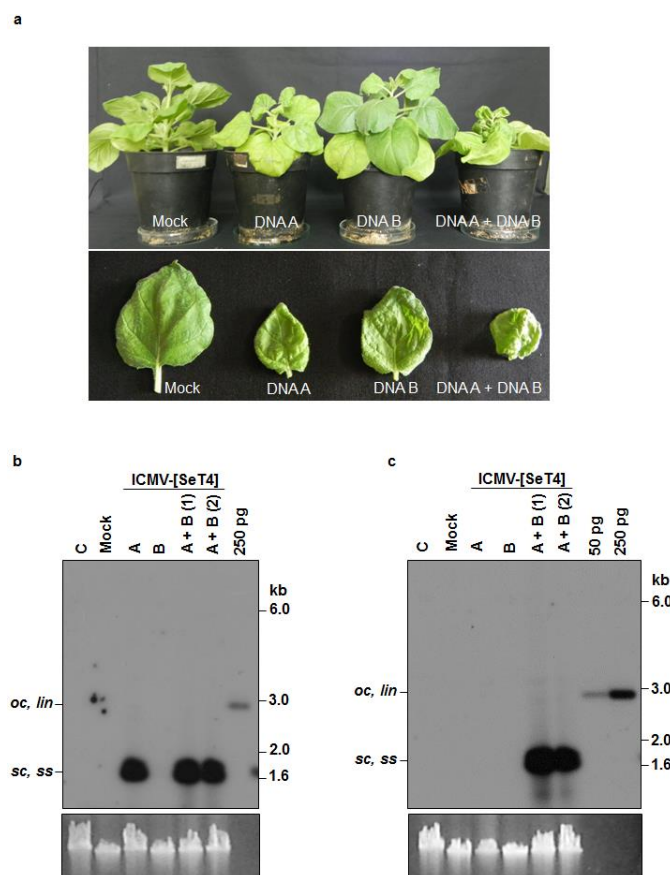 a
Mock DNA A DNA B DNA A + DNA B
Mock DNA A DNA B DNA A + DNA B
b
ICMV-[SeT4]
C Mock A B A + B (1) A + B (2) 250 pg
kb
6.0
oc, lin 3.0
2.0
sc, ss 1.6
c
ICMV-[SeT4]
C Mock A B A + B (1) A + B (2) 50 pg 250 pg
kb
6.0
oc, lin 3.0
2.0
sc, ss 1.6